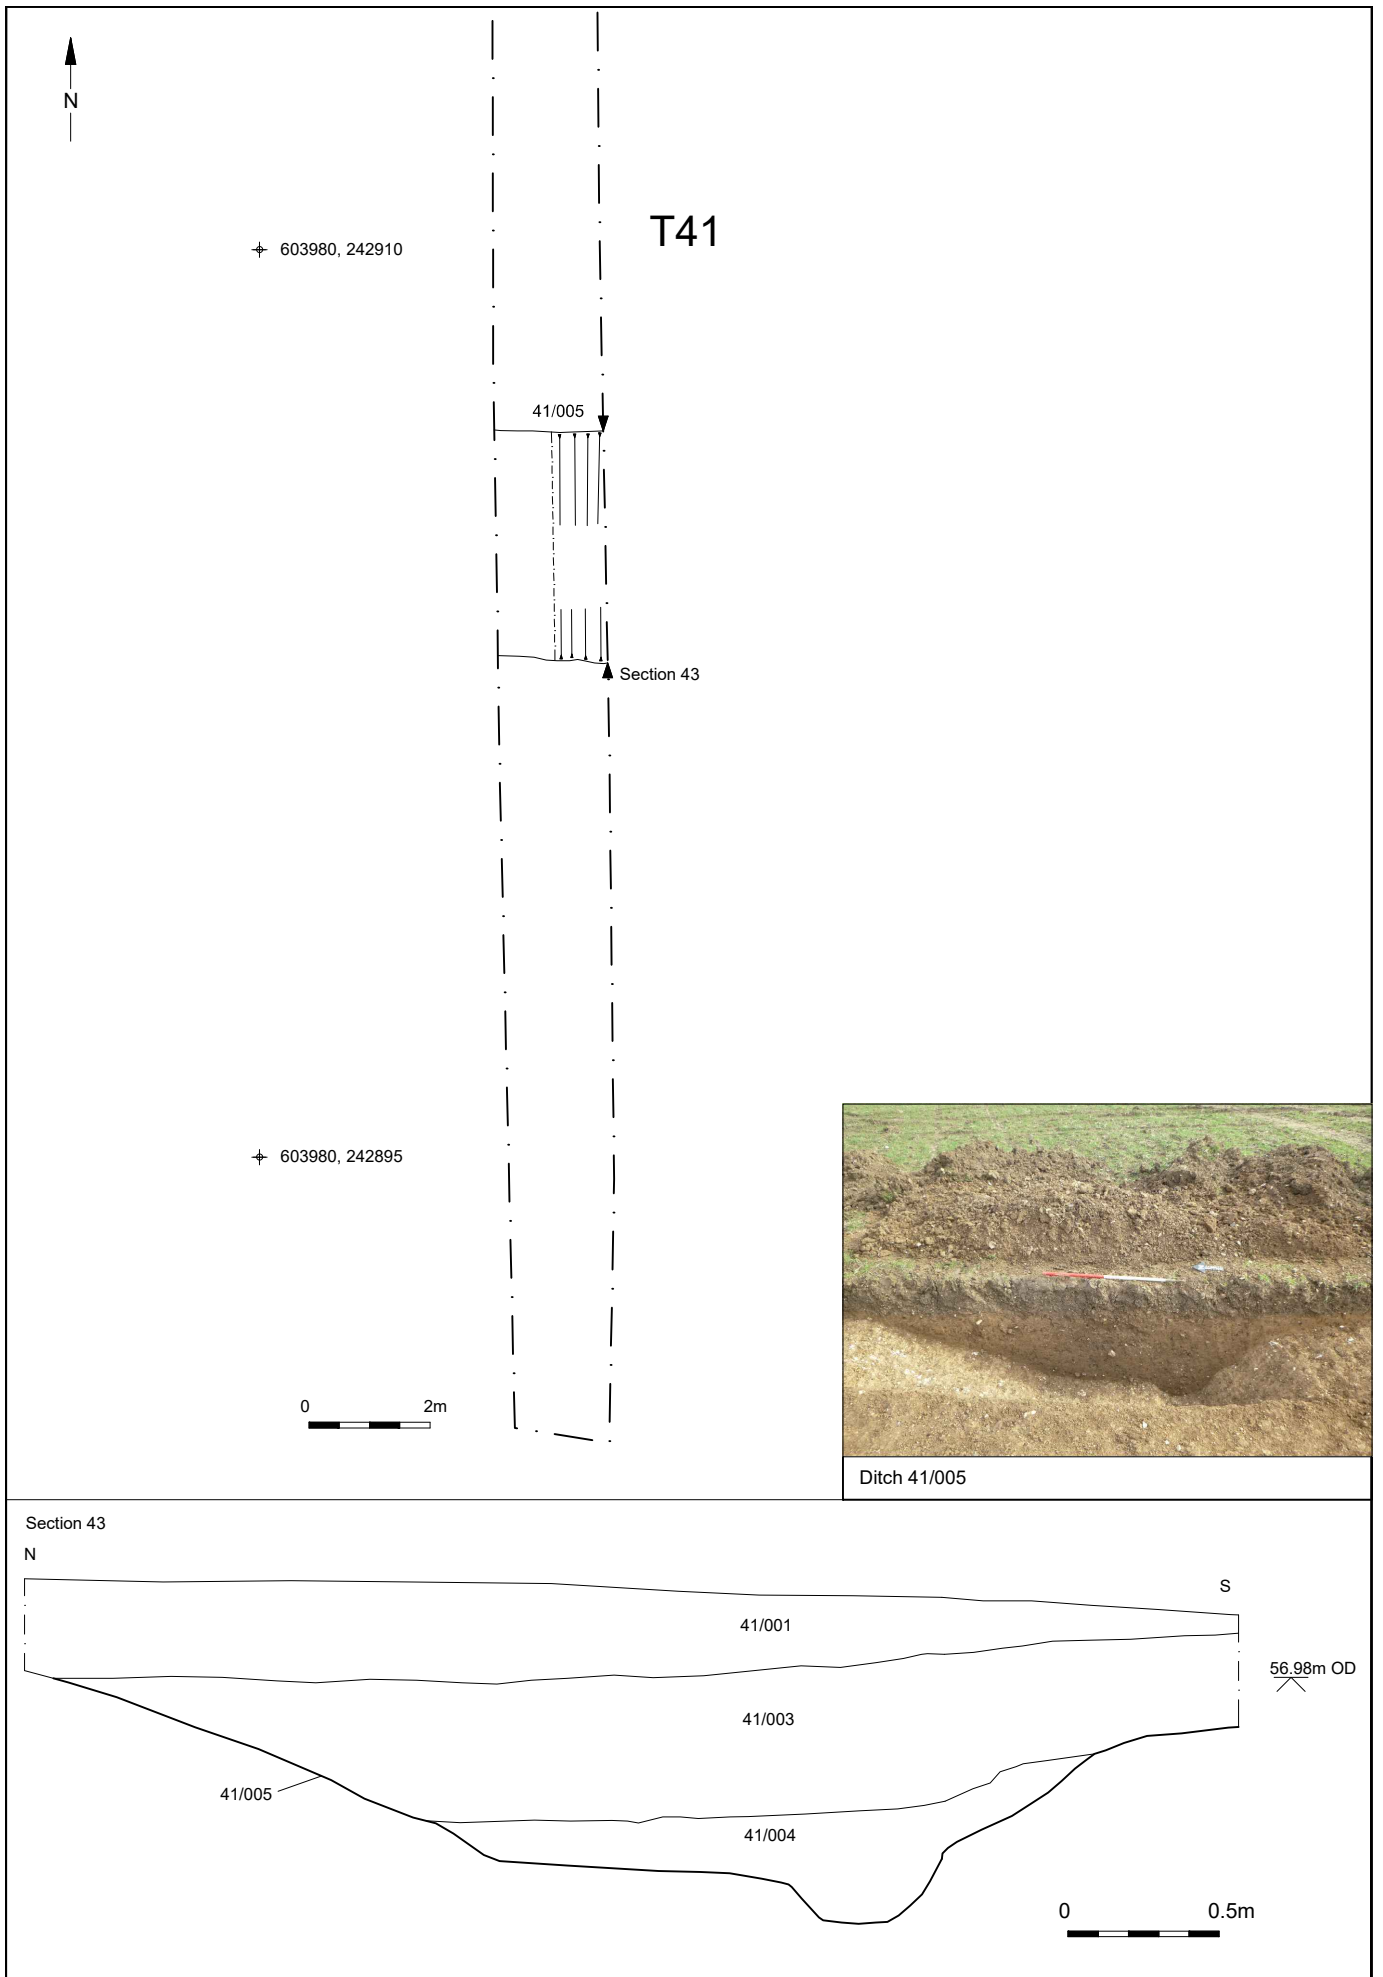 N
T41
603980, 242910
41/005
Section 43
603980, 242895
0 2m
Ditch 41/005
Section 43
N
S
41/001
56.98m OD
41/003
41/005
41/004
0 0.5m